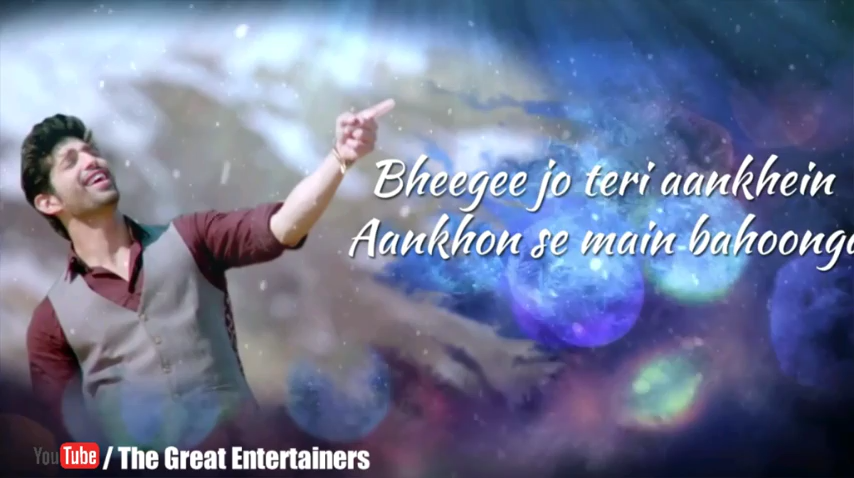 Bheegee jo teri aankhein
Aankhon se main bahoonga
YouTube / The Great Entertainers